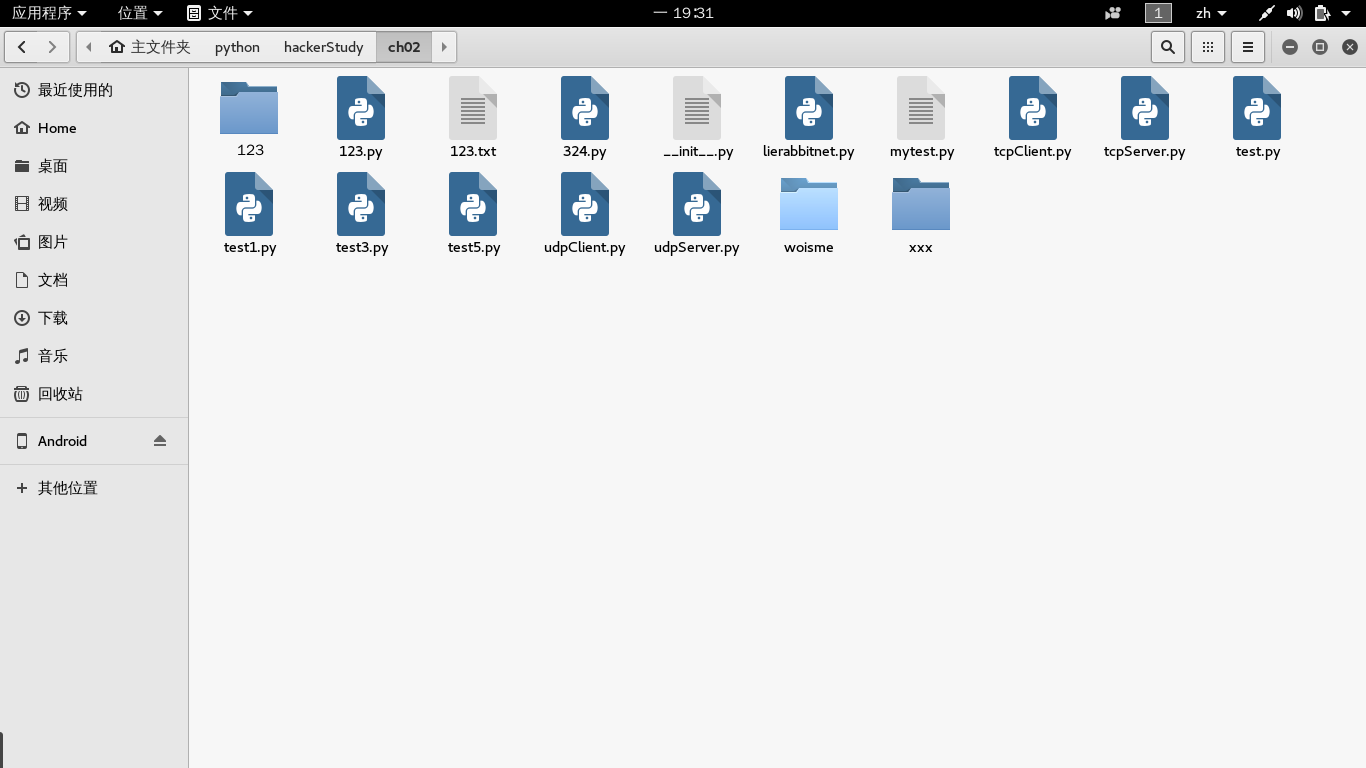 应用程序 位置 文件 一 19:31 1 zh
主文件夹 python hackerStudy ch02
最近使用的
Home
桌面
视频
图片
文档
下载
音乐
回收站
Android
其他位置
123 123.py 123.txt 324.py __init__.py lierabbitnet.py mytest.py tcpClient.py tcpServer.py test.py
test1.py test3.py test5.py udpClient.py udpServer.py woisme xxx